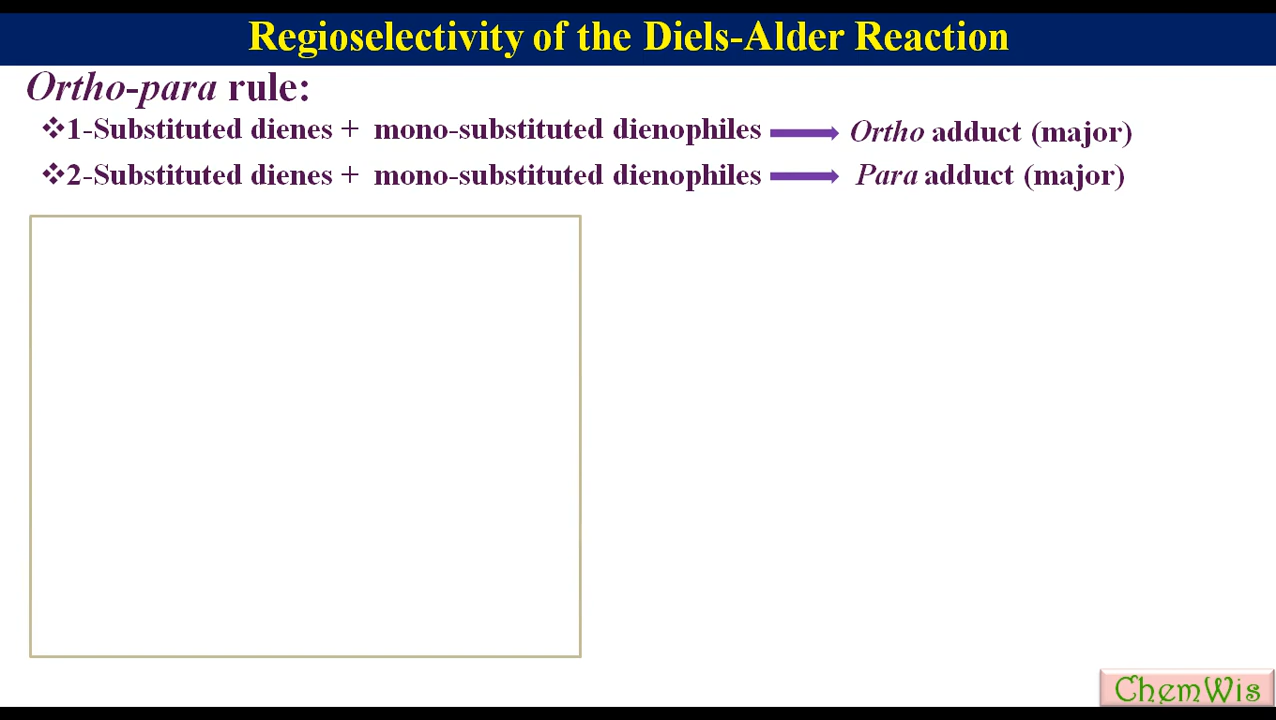 Regioselectivity of the Diels-Alder Reaction
Ortho-para rule:
❖1-Substituted dienes + mono-substituted dienophiles ⟶ Ortho adduct (major)
❖2-Substituted dienes + mono-substituted dienophiles ⟶ Para adduct (major)
ChemWis